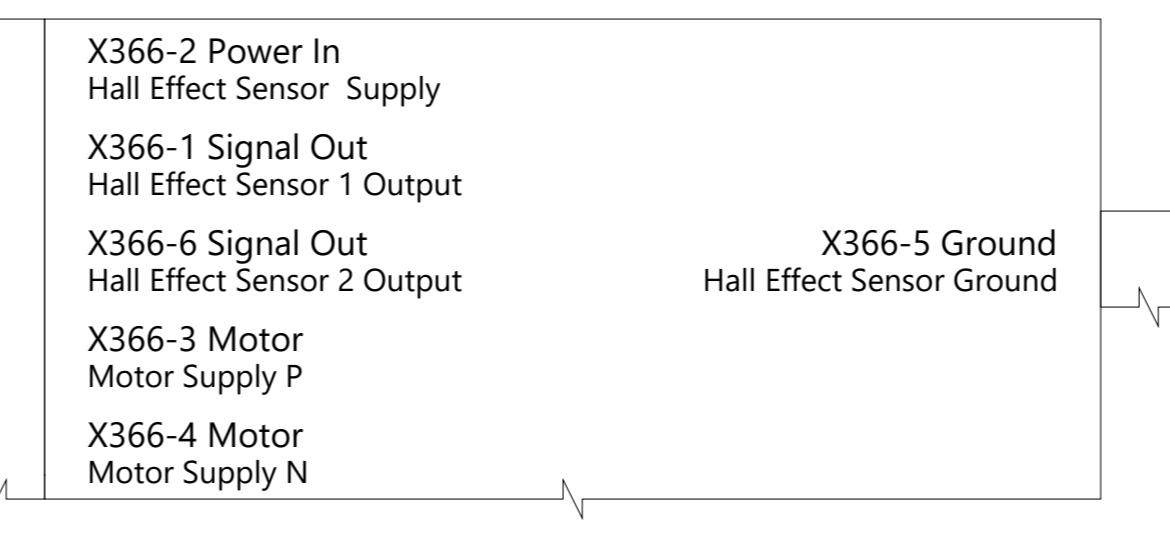 X366-2 Power In
Hall Effect Sensor  Supply
X366-1 Signal Out
Hall Effect Sensor 1 Output
X366-6 Signal Out
Hall Effect Sensor 2 Output
X366-3 Motor
Motor Supply P
X366-4 Motor
Motor Supply N
X366-5 Ground
Hall Effect Sensor Ground